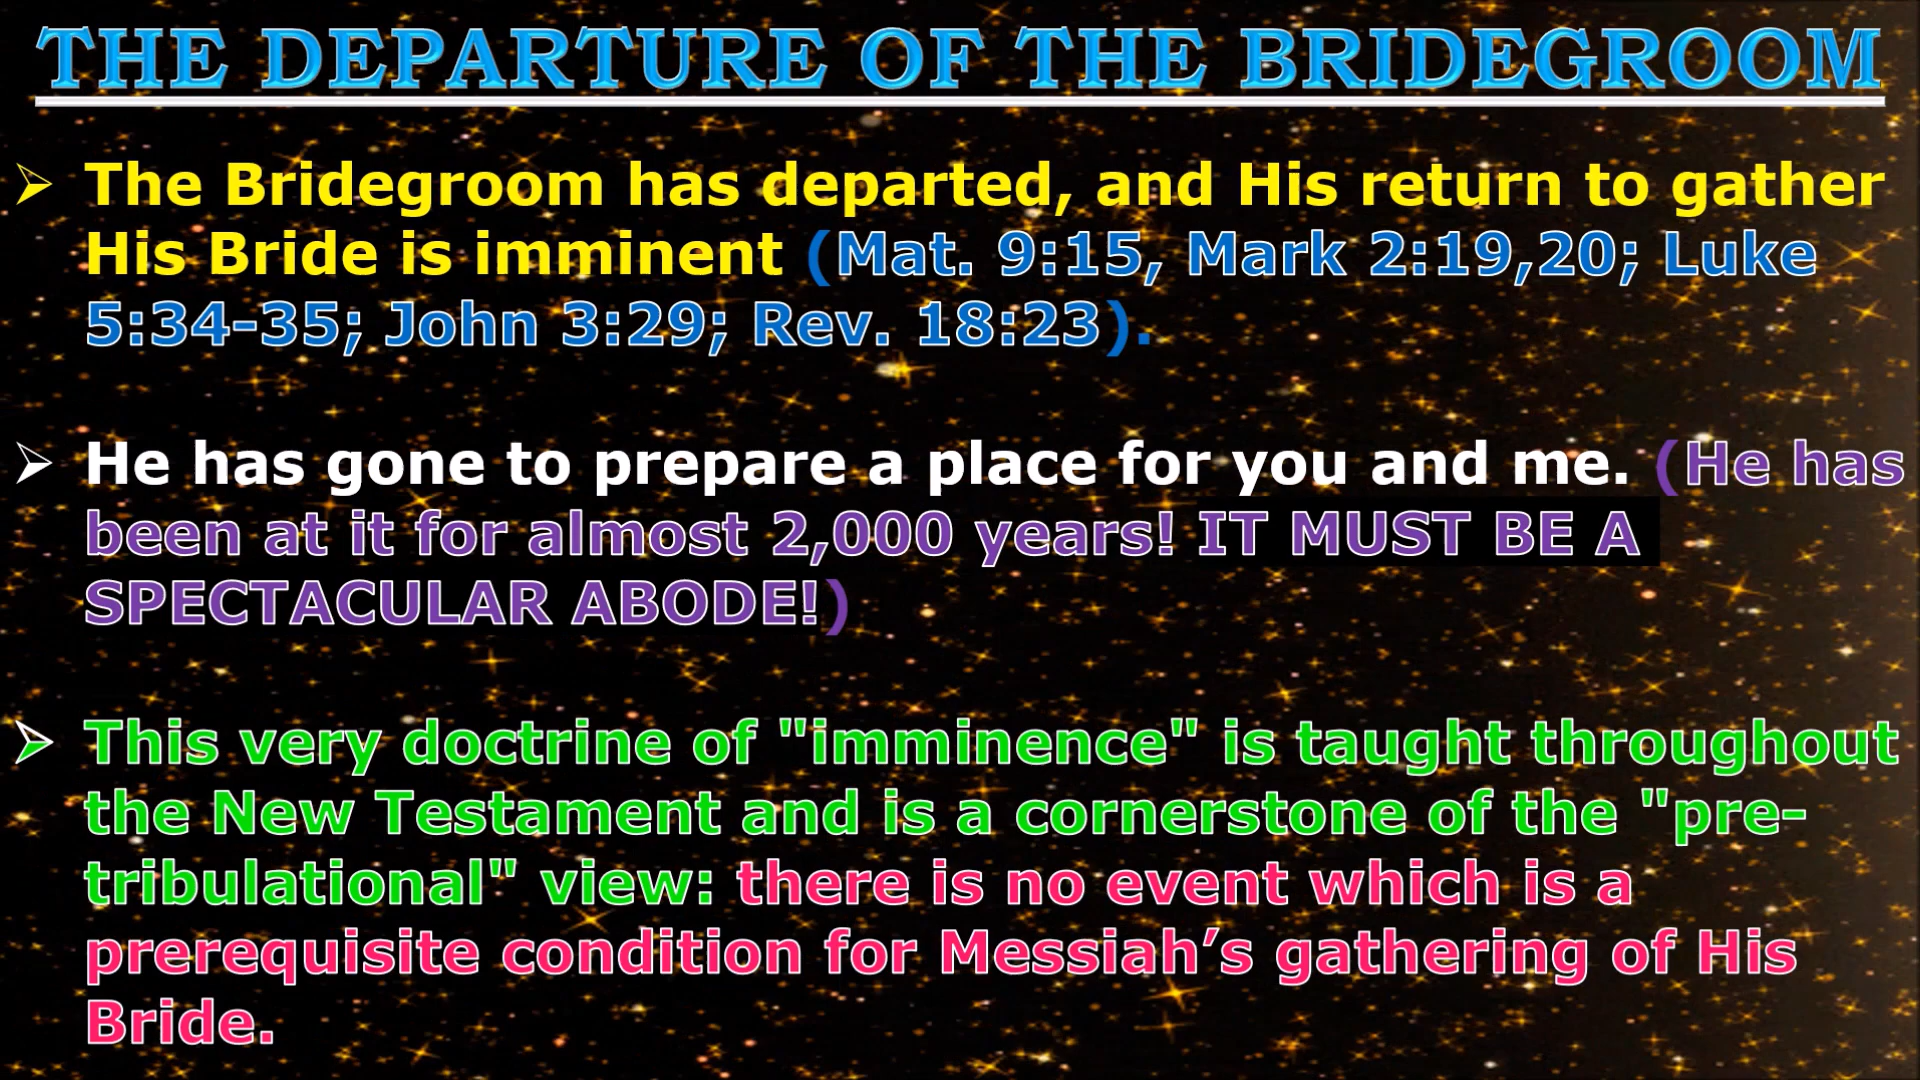 THE DEPARTURE OF THE BRIDEGROOM
The Bridegroom has departed, and His return to gather
His Bride is imminent (Mat. 9:15, Mark 2:19,20; Luke
5:34-35; John 3:29; Rev. 18:23).
He has gone to prepare a place for you and me. (He has
been at it for almost 2,000 years! IT MUST BE A
SPECTACULAR ABODE!)
This very doctrine of "imminence" is taught throughout
the New Testament and is a cornerstone of the "pre-
tribulational" view: there is no event which is a
prerequisite condition for Messiah’s gathering of His
Bride.